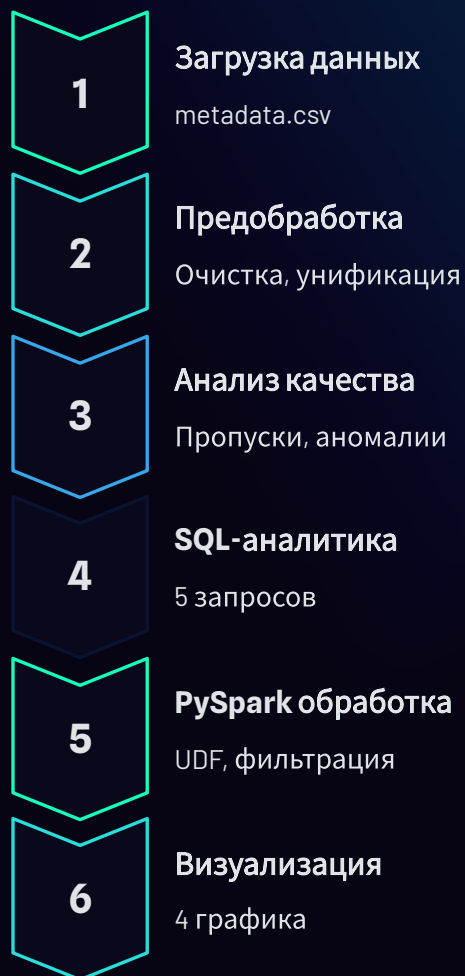 1
Загрузка данных
metadata.csv
2
Предобработка
Очистка, унификация
3
Анализ качества
Пропуски, аномалии
4
SQL-аналитика
5 запросов
5
PySpark обработка
UDF, фильтрация
6
Визуализация
4 графика